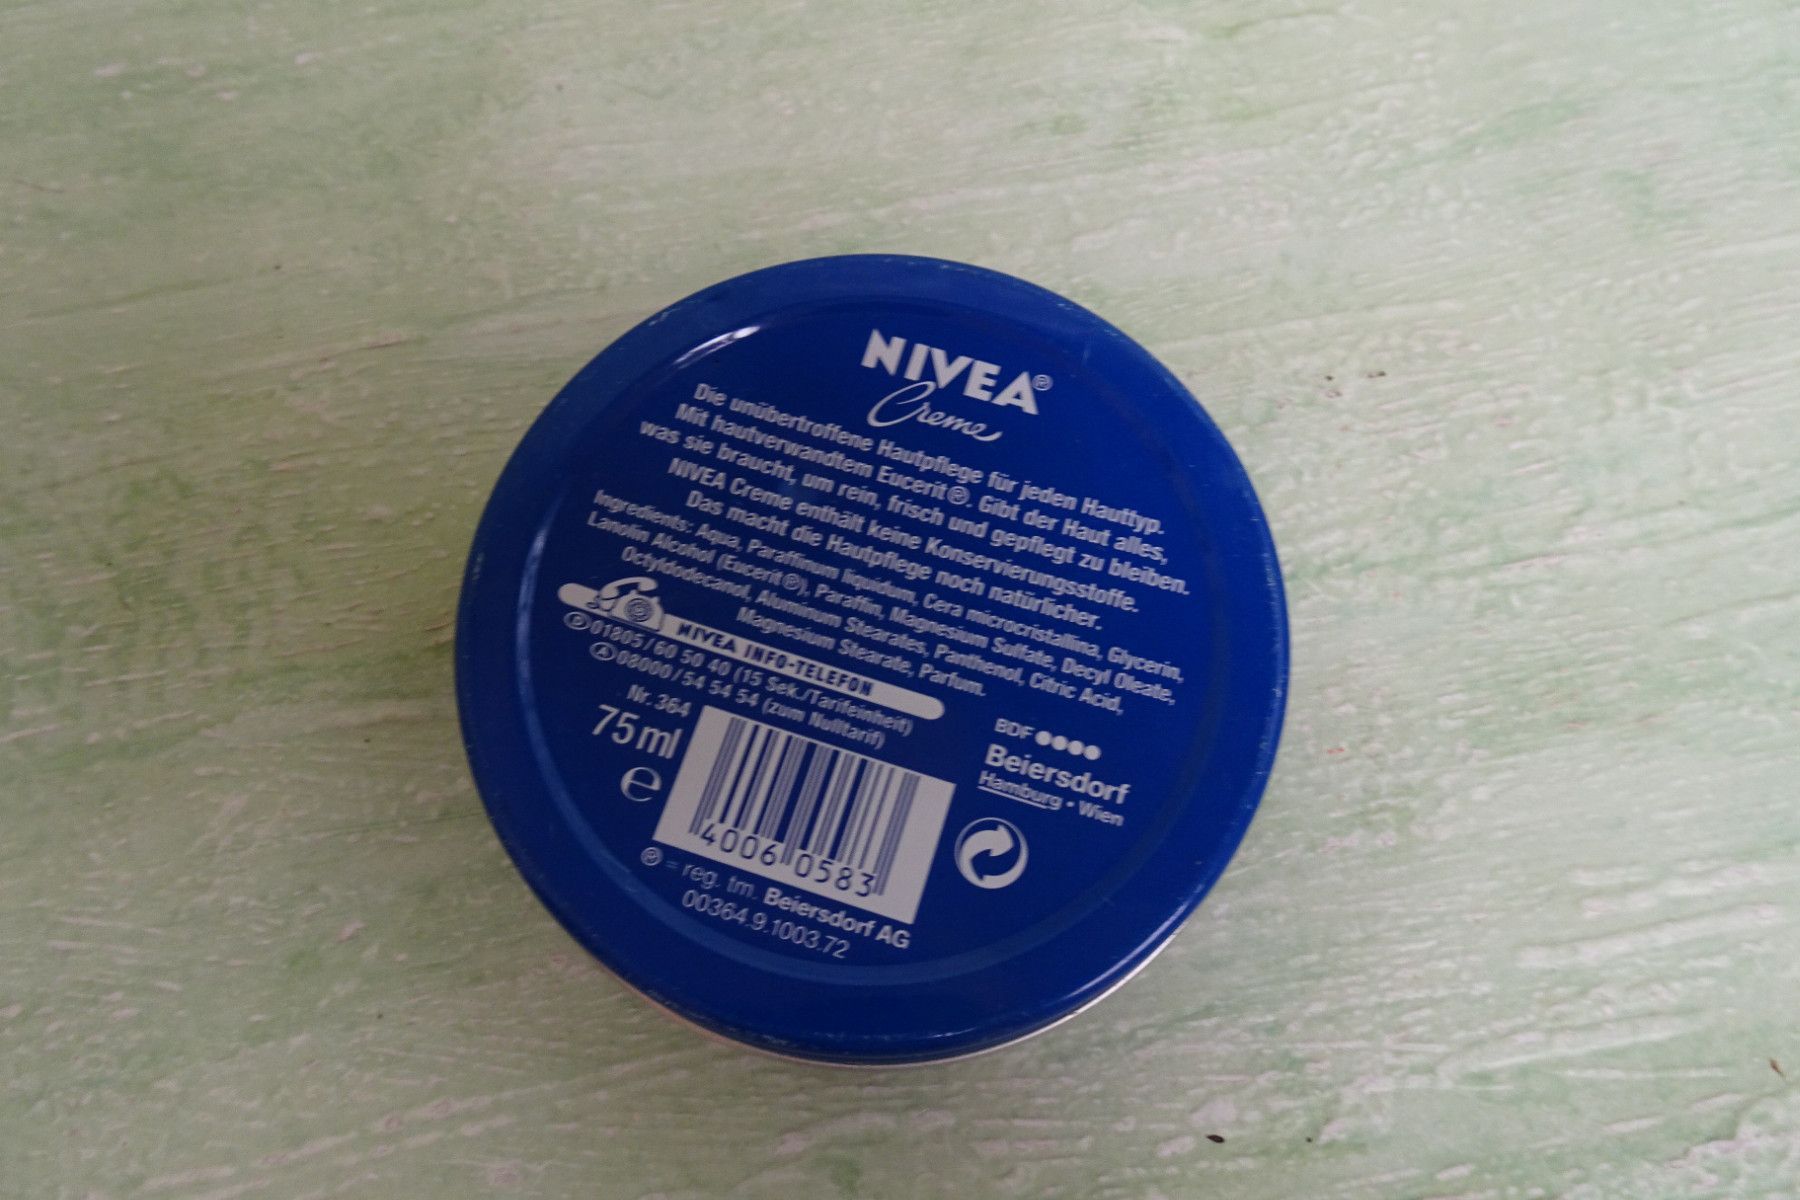 NIVEA®
Creme
Die unübertroffene Hautpflege für jeden Hauttyp.
Mit hautverwandtem Eucerit®. Gibt der Haut alles,
was sie braucht, um rein, frisch und gepflegt zu bleiben.
NIVEA Creme enthält keine Konservierungsstoffe.
Das macht die Hautpflege noch natürlicher.
Ingredients: Aqua, Paraffinum liquidum, Cera microcristallina, Glycerin,
Lanolin Alcohol (Eucerit®), Paraffin, Magnesium Sulfate, Decyl Oleate,
Octyldodecanol, Aluminum Stearates, Panthenol, Citric Acid,
Magnesium Stearate, Parfum.
NIVEA INFO-TELEFON
Ⓓ 01805/60 50 40 (15 Sek./Tarifeinheit)
Ⓐ 08000/54 54 54 (zum Nulltarif)
Nr. 364
75 ml
℮
4006 0583
BDF ●●●●
Beiersdorf
Hamburg • Wien
® = reg. tm. Beiersdorf AG
00364.9.1003.72